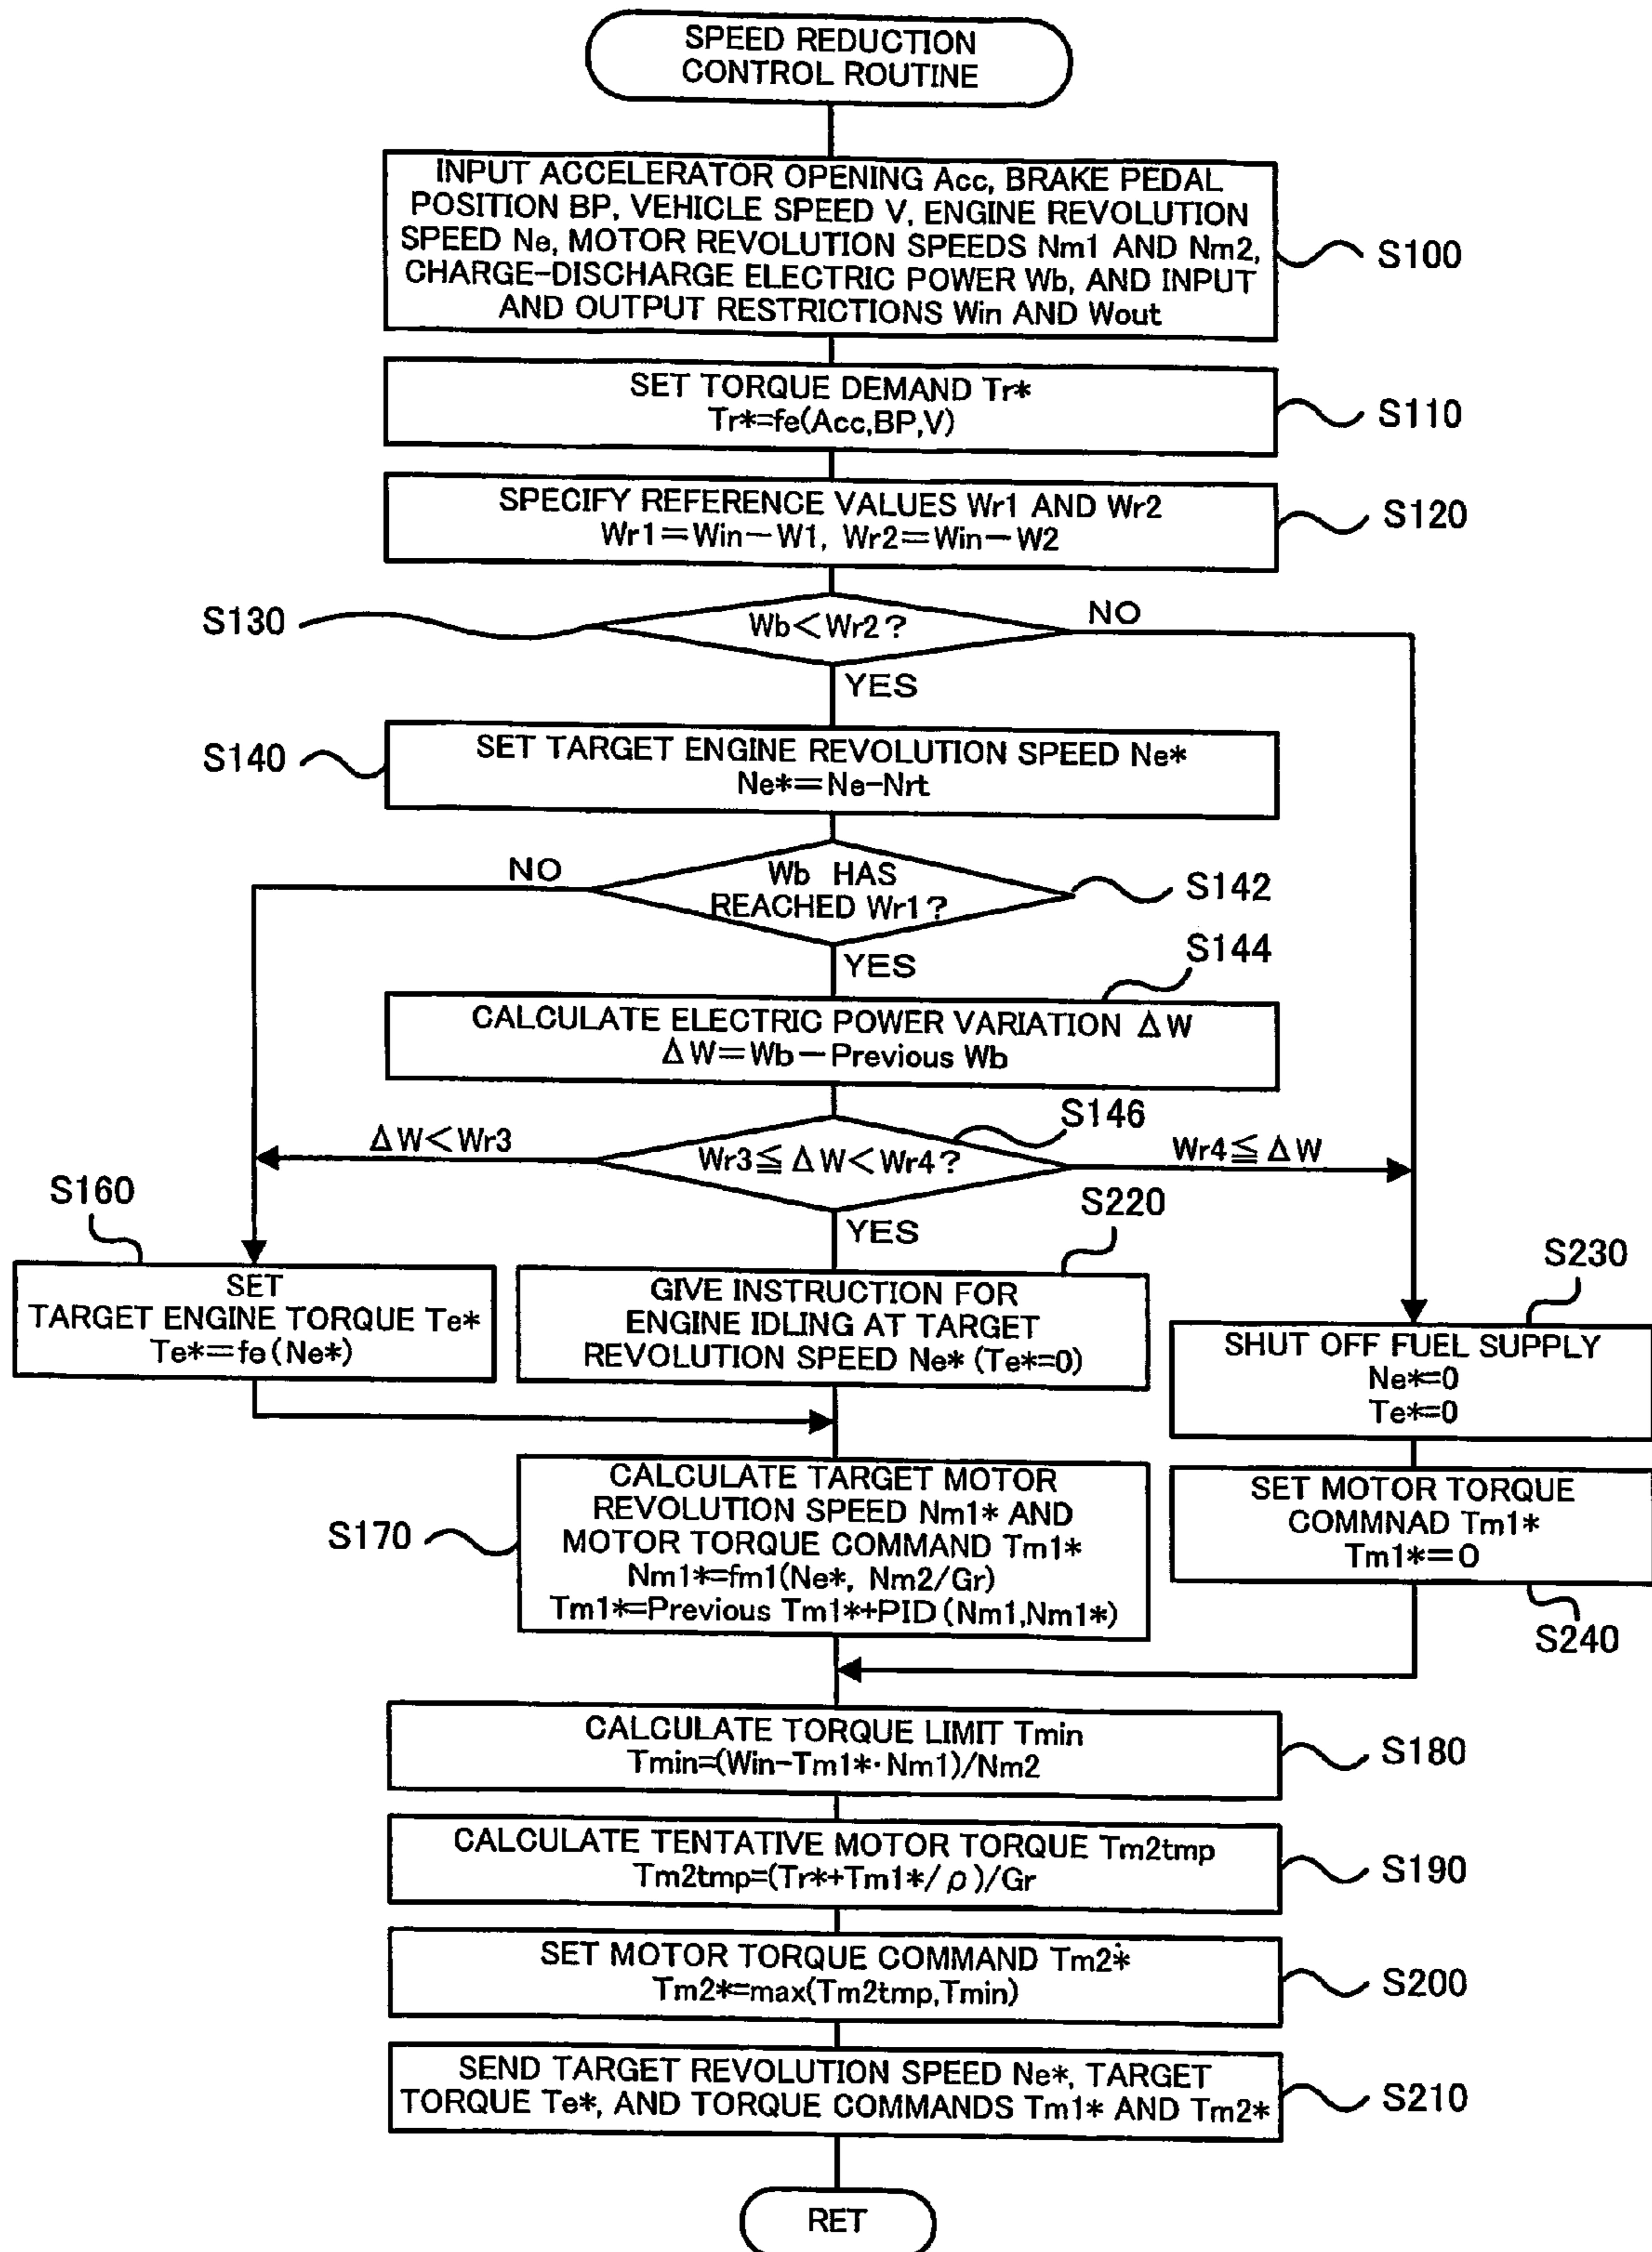 SPEED REDUCTION
CONTROL ROUTINE
INPUT ACCELERATOR OPENING Acc, BRAKE PEDAL
POSITION BP, VEHICLE SPEED V, ENGINE REVOLUTION
SPEED Ne, MOTOR REVOLUTION SPEEDS Nm1 AND Nm2,
CHARGE-DISCHARGE ELECTRIC POWER Wb, AND INPUT
AND OUTPUT RESTRICTIONS Win AND Wout
S100
SET TORQUE DEMAND Tr*
Tr*=fe(Acc,BP,V)
S110
SPECIFY REFERENCE VALUES Wr1 AND Wr2
Wr1=Win−W1, Wr2=Win−W2
S120
S130
Wb<Wr2?
NO
YES
S140
SET TARGET ENGINE REVOLUTION SPEED Ne*
Ne*=Ne-Nrt
NO
Wb HAS
REACHED Wr1?
S142
YES
S144
CALCULATE ELECTRIC POWER VARIATION ΔW
ΔW=Wb−Previous Wb
S146
ΔW<Wr3
Wr3≦ΔW<Wr4?
Wr4≦ΔW
YES
S160
SET
TARGET ENGINE TORQUE Te*
Te*=fe(Ne*)
S220
GIVE INSTRUCTION FOR
ENGINE IDLING AT TARGET
REVOLUTION SPEED Ne* (Te*=0)
S230
SHUT OFF FUEL SUPPLY
Ne*=0
Te*=0
S170
CALCULATE TARGET MOTOR
REVOLUTION SPEED Nm1* AND
MOTOR TORQUE COMMAND Tm1*
Nm1*=fm1(Ne*, Nm2/Gr)
Tm1*=Previous Tm1*+PID(Nm1,Nm1*)
SET MOTOR TORQUE
COMMNAD Tm1*
Tm1*=0
S240
CALCULATE TORQUE LIMIT Tmin
Tmin=(Win-Tm1*·Nm1)/Nm2
S180
CALCULATE TENTATIVE MOTOR TORQUE Tm2tmp
Tm2tmp=(Tr*+Tm1*/ρ)/Gr
S190
SET MOTOR TORQUE COMMAND Tm2*
Tm2*=max(Tm2tmp,Tmin)
S200
SEND TARGET REVOLUTION SPEED Ne*, TARGET
TORQUE Te*, AND TORQUE COMMANDS Tm1* AND Tm2*
S210
RET